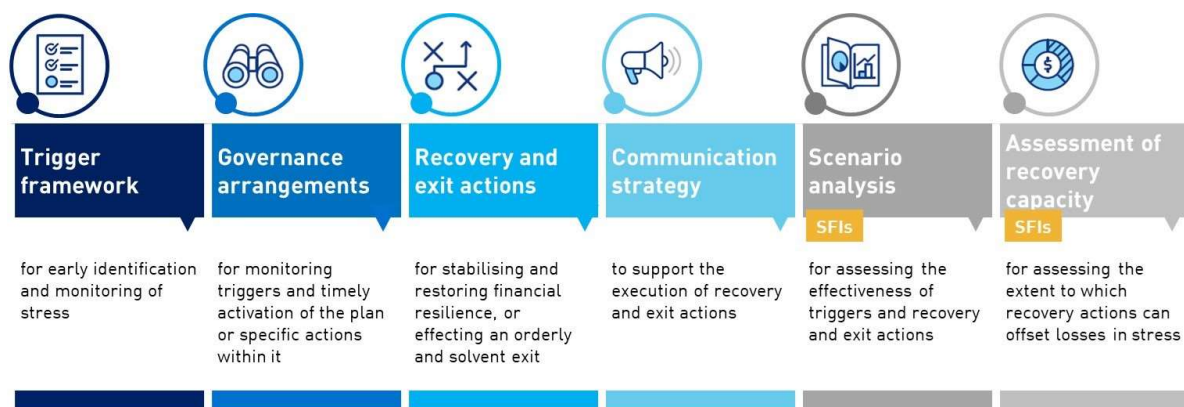 Trigger
framework
for early identification
and monitoring of
stress
Governance
arrangements
for monitoring
triggers and timely
activation of the plan
or specific actions
within it
Recovery and
exit actions
for stabilising and
restoring financial
resilience, or
effecting an orderly
and solvent exit
Communication
strategy
to support the
execution of recovery
and exit actions
Scenario
analysis
SFIs
for assessing the
effectiveness of
triggers and recovery
and exit actions
Assessment of
recovery
capacity
SFIs
for assessing the
extent to which
recovery actions can
offset losses in stress
$